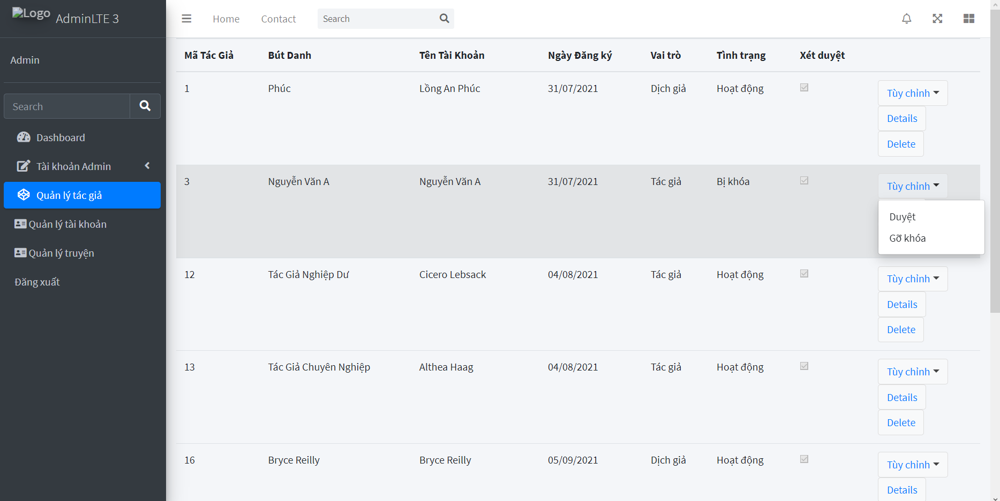 Logo AdminLTE 3
Home Contact Search
Admin
Search
Dashboard
Tài khoản Admin
Quản lý tác giả
Quản lý tài khoản
Quản lý truyện
Đăng xuất
Mã Tác Giả Bút Danh Tên Tài Khoản Ngày Đăng ký Vai trò Tình trạng Xét duyệt
1 Phúc Lồng An Phúc 31/07/2021 Dịch giả Hoạt động Tùy chỉnh
Details
Delete
3 Nguyễn Văn A Nguyễn Văn A 31/07/2021 Tác giả Bị khóa Tùy chỉnh
Duyệt
Gỡ khóa
12 Tác Giả Nghiệp Dư Cicero Lebsack 04/08/2021 Tác giả Hoạt động Tùy chỉnh
Details
Delete
13 Tác Giả Chuyên Nghiệp Althea Haag 04/08/2021 Tác giả Hoạt động Tùy chỉnh
Details
Delete
16 Bryce Reilly Bryce Reilly 05/09/2021 Dịch giả Hoạt động Tùy chỉnh
Details